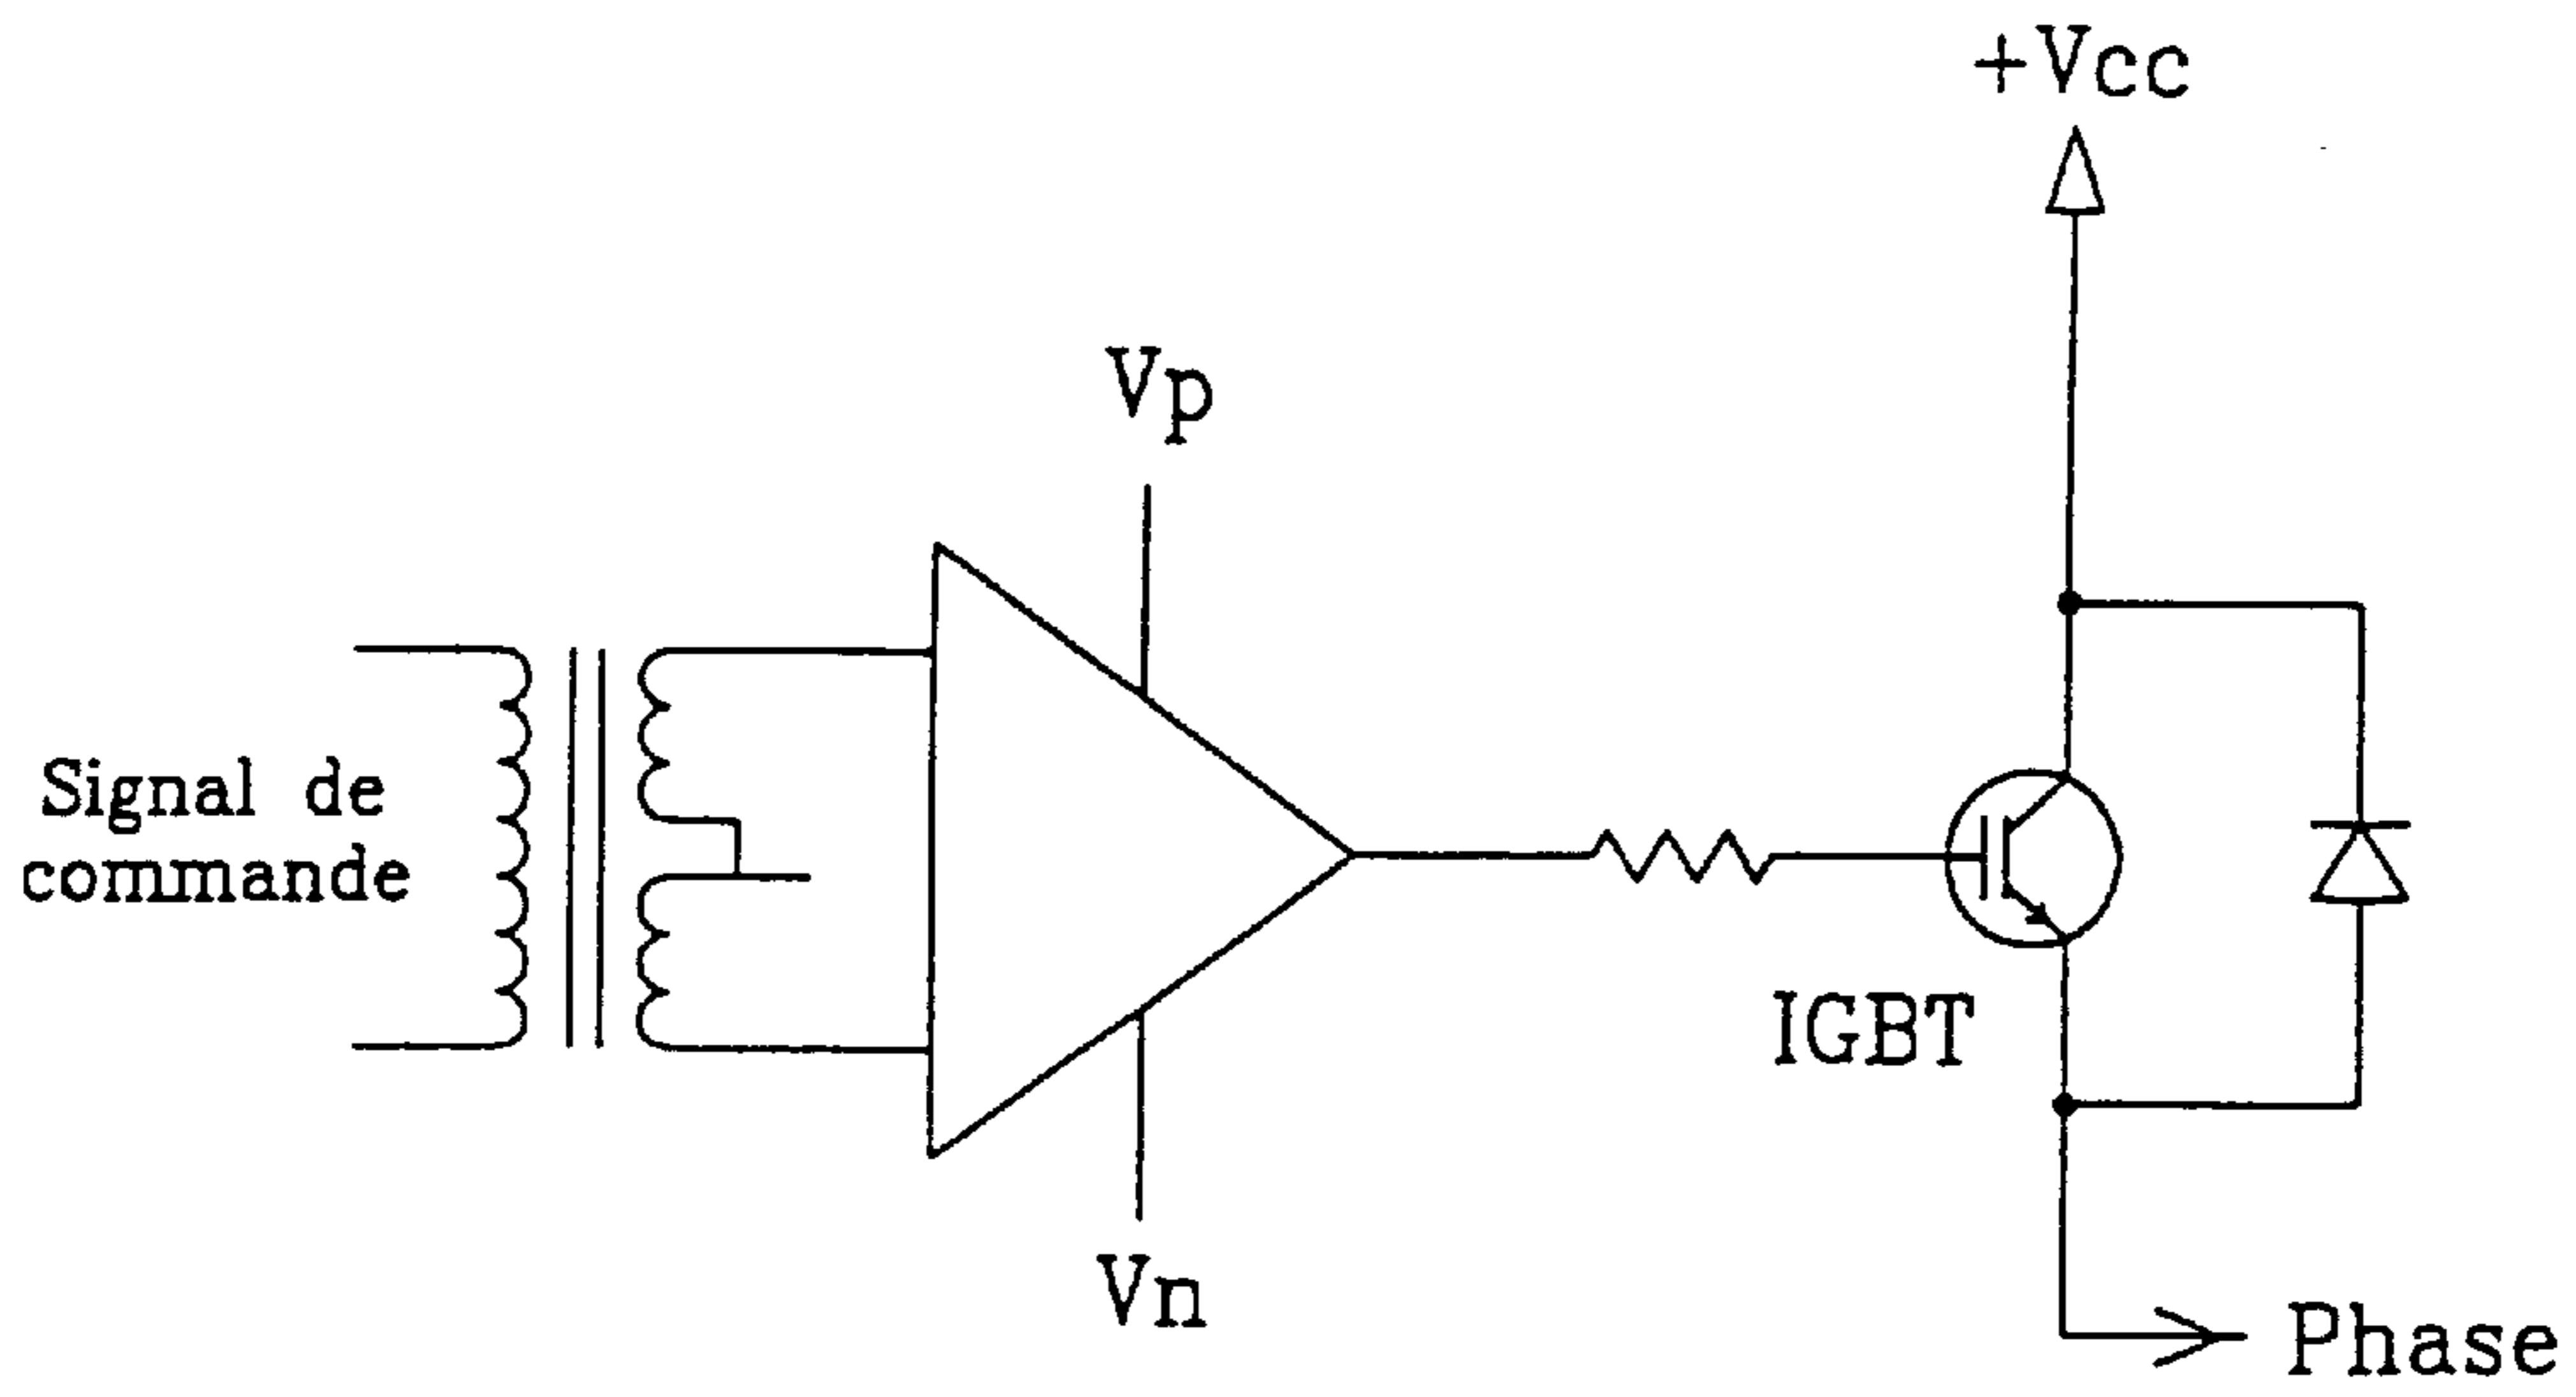 +Vcc
Vp
Signal de
commande
IGBT
Vn
Phase